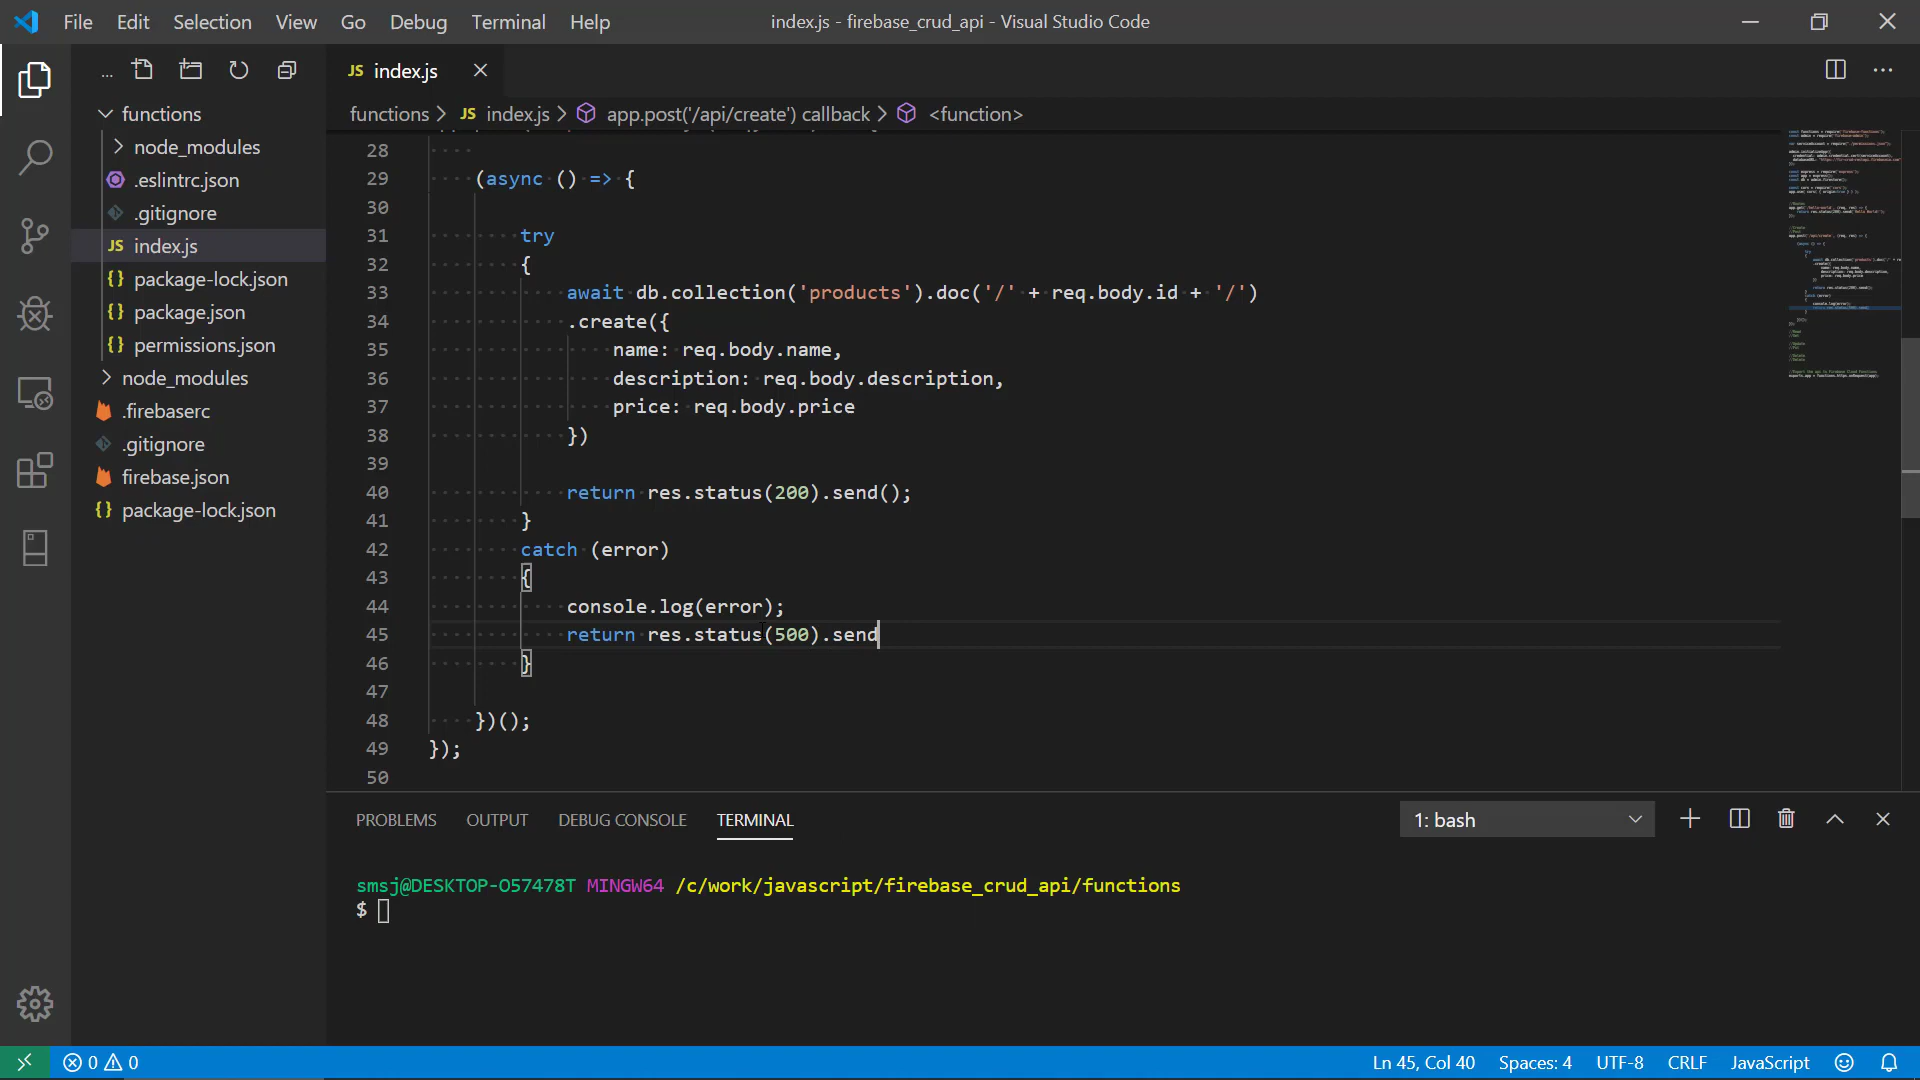 File Edit Selection View Go Debug Terminal Help
index.js - firebase_crud_api - Visual Studio Code
...
JS index.js
functions
functions > JS index.js > app.post('/api/create') callback > <function>
node_modules
.eslintrc.json
.gitignore
JS index.js
{} package-lock.json
{} package.json
{} permissions.json
node_modules
.firebaserc
.gitignore
firebase.json
{} package-lock.json
28
29 (async () => {
30
31 try
32 {
33 await db.collection('products').doc('/' + req.body.id + '/')
34 .create({
35 name: req.body.name,
36 description: req.body.description,
37 price: req.body.price
38 })
39
40 return res.status(200).send();
41 }
42 catch (error)
43 {
44 console.log(error);
45 return res.status(500).send
46 }
47
48 })();
49 });
50
PROBLEMS OUTPUT DEBUG CONSOLE TERMINAL
1: bash
smsj@DESKTOP-O57478T MINGW64 /c/work/javascript/firebase_crud_api/functions
$
0 0
Ln 45, Col 40 Spaces: 4 UTF-8 CRLF JavaScript